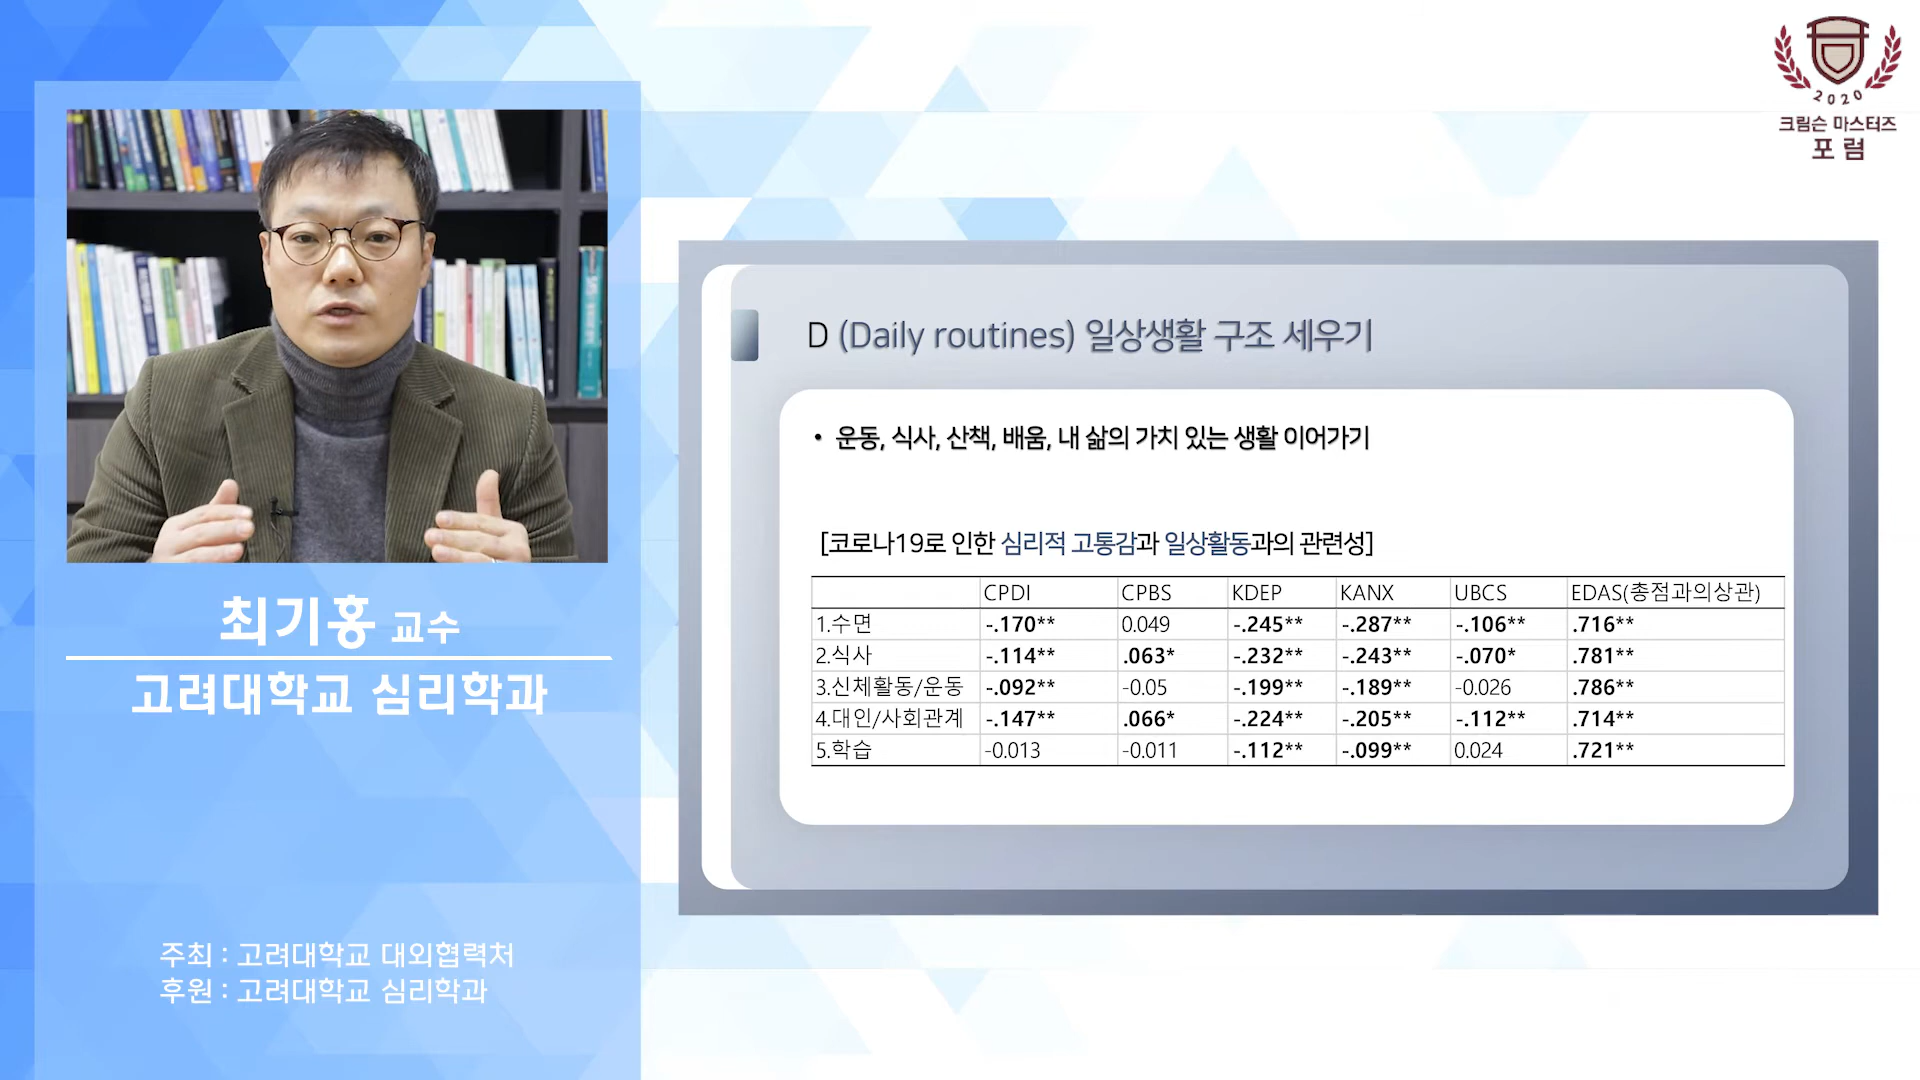 2020
크림슨 마스터즈
포럼
최기홍 교수
고려대학교 심리학과
주최 : 고려대학교 대외협력처
후원 : 고려대학교 심리학과
D (Daily routines) 일상생활 구조 세우기
• 운동, 식사, 산책, 배움, 내 삶의 가치 있는 생활 이어가기
[코로나19로 인한 심리적 고통감과 일상활동과의 관련성]
CPDI CPBS KDEP KANX UBCS EDAS(총점과의상관)
1.수면 -.170** 0.049 -.245** -.287** -.106** .716**
2.식사 -.114** .063* -.232** -.243** -.070* .781**
3.신체활동/운동 -.092** -0.05 -.199** -.189** -0.026 .786**
4.대인/사회관계 -.147** .066* -.224** -.205** -.112** .714**
5.학습 -0.013 -0.011 -.112** -.099** 0.024 .721**